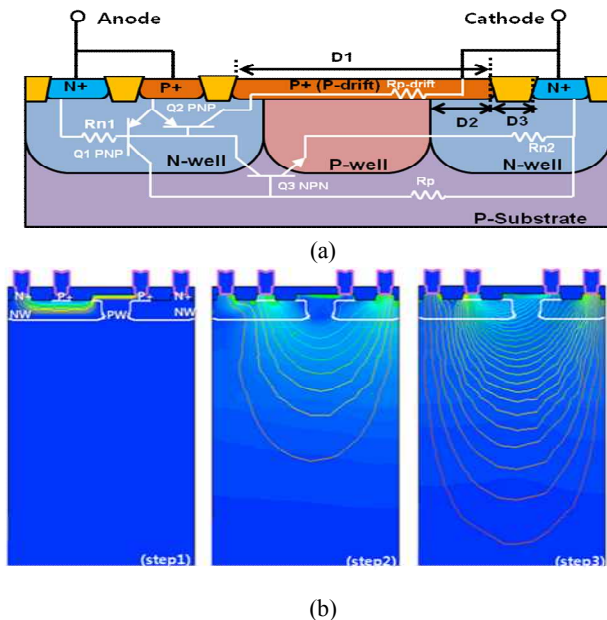 Anode
Cathode
D1
N+
P+
P+ (P-drift)
Rp-drift
N+
Q2 PNP
D2
D3
Rn1
Rn2
Q1 PNP
N-well
P-well
N-well
Q3 NPN
Rp
P-Substrate
(a)
N+
P+
P+
N+
NW
PW
NW
(step1)
(step2)
(step3)
(b)